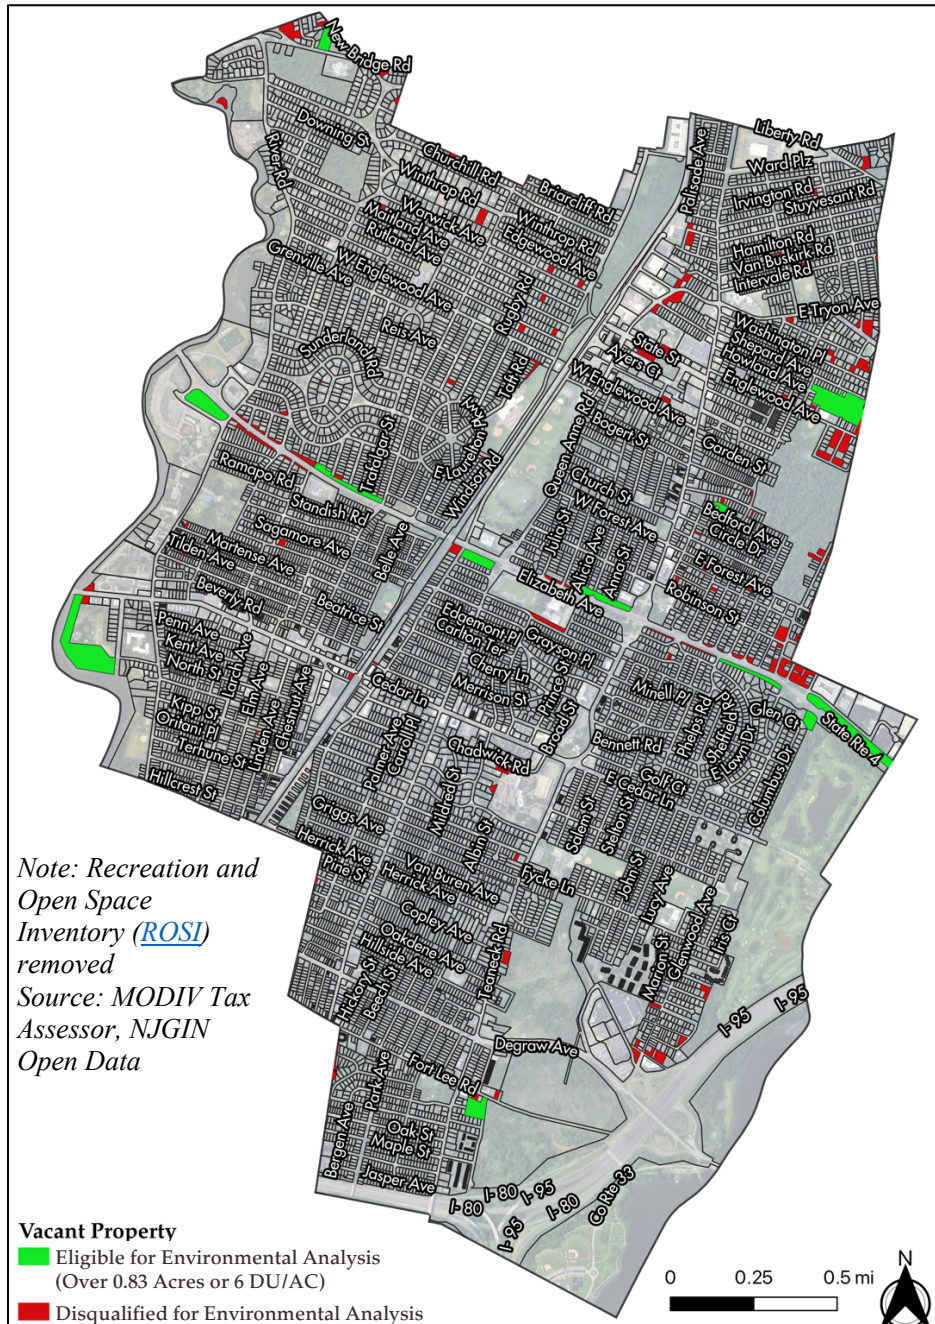 New Bridge Rd
Downing St
River Rd
Churchill Rd
Winthrop Rd
Warwick Ave
Maitland Ave
Rutland Ave
Grenville Ave
W Englewood Ave
Briarcliff Rd
Winthrop Rd
Edgewood Ave
Rugby Rd
Reis Ave
Sunderland Rd
Taft Rd
Trafalgar St
E Laurelton Pkwy
Windsor Rd
Palisade Ave
Liberty Rd
Ward Plz
Irvington Rd
Stuyvesant Rd
Hamilton Rd
Van Buskirk Rd
Intervale Rd
E Tryon Ave
Washington Pl
Shepard Ave
Howland Ave
Englewood Ave
State St
Ayers Ct
W Englewood Ave
Queen Anne Rd
Rogert St
Garden St
Church St
W Forest Ave
Julia St
Alicia Ave
Anna St
Bedford Ave
Circle Dr
E Forest Ave
Robinson St
Elizabeth Ave
Ramapo Rd
Standish Rd
Sagamore Ave
Martense Ave
Tilden Ave
Belle Ave
Beverly Rd
Beatrice St
Penn Ave
Kent Ave
North St
Larch Ave
Elm Ave
Kipp St
Grant Pl
Oritani Pl
Terhune St
Linden Ave
Chestnut Ave
Hillcrest St
Edgemont Pl
Carlton Ter
Grayson Pl
Cherry Ln
Merrison St
Prince St
Cedar Ln
Palmer Ave
Carrol Pl
Chadwick Rd
Broad St
Bennett Rd
Minell Pl
Phelps Rd
Sheffield Rd
E Lawn Dr
Glen Ct
State Rte 4
Columbus Dr
Golf Ct
E Cedar Ln
Griggs Ave
Mildred St
Albin St
Salem St
Selson St
John St
Herrick Ave
Pine St
Van Buren Ave
Herrick Ave
Fycke Ln
Copley Ave
Oakdene Ave
Hillside Ave
Teaneck Rd
Lucy Ave
Glenwood Ave
Marion St
Lotus Ct
Hickory St
Beech St
Degraw Ave
Fort Lee Rd
Park Ave
Bergen Ave
Oak St
Maple St
Jasper Ave
I- 95
I- 95
I- 80
I- 80
I- 95
I- 95
I- 80
Co Rte 33
Note: Recreation and
Open Space
Inventory (ROSI)
removed
Source: MODIV Tax
Assessor, NJGIN
Open Data
Vacant Property
Eligible for Environmental Analysis
(Over 0.83 Acres or 6 DU/AC)
Disqualified for Environmental Analysis
0 0.25 0.5 mi
N